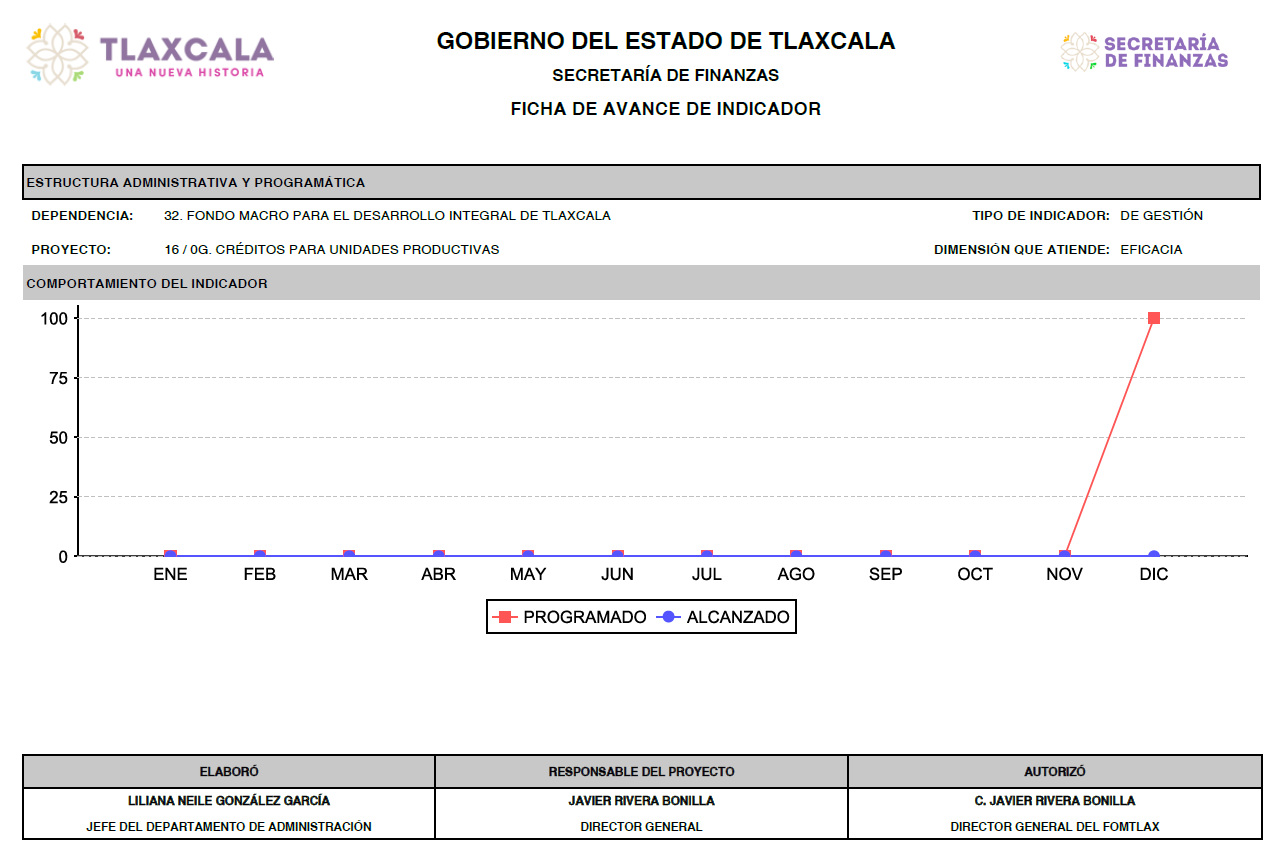 TLAXCALA
UNA NUEVA HISTORIA
GOBIERNO DEL ESTADO DE TLAXCALA
SECRETARÍA DE FINANZAS
FICHA DE AVANCE DE INDICADOR
SECRETARÍA
DE FINANZAS
ESTRUCTURA ADMINISTRATIVA Y PROGRAMÁTICA
DEPENDENCIA: 32. FONDO MACRO PARA EL DESARROLLO INTEGRAL DE TLAXCALA TIPO DE INDICADOR: DE GESTIÓN
PROYECTO: 16 / 0G. CRÉDITOS PARA UNIDADES PRODUCTIVAS DIMENSIÓN QUE ATIENDE: EFICACIA
COMPORTAMIENTO DEL INDICADOR
100
75
50
25
0
ENE FEB MAR ABR MAY JUN JUL AGO SEP OCT NOV DIC
PROGRAMADO ALCANZADO
ELABORÓ RESPONSABLE DEL PROYECTO AUTORIZÓ
LILIANA NEILE GONZÁLEZ GARCÍA JAVIER RIVERA BONILLA C. JAVIER RIVERA BONILLA
JEFE DEL DEPARTAMENTO DE ADMINISTRACIÓN DIRECTOR GENERAL DIRECTOR GENERAL DEL FOMTLAX